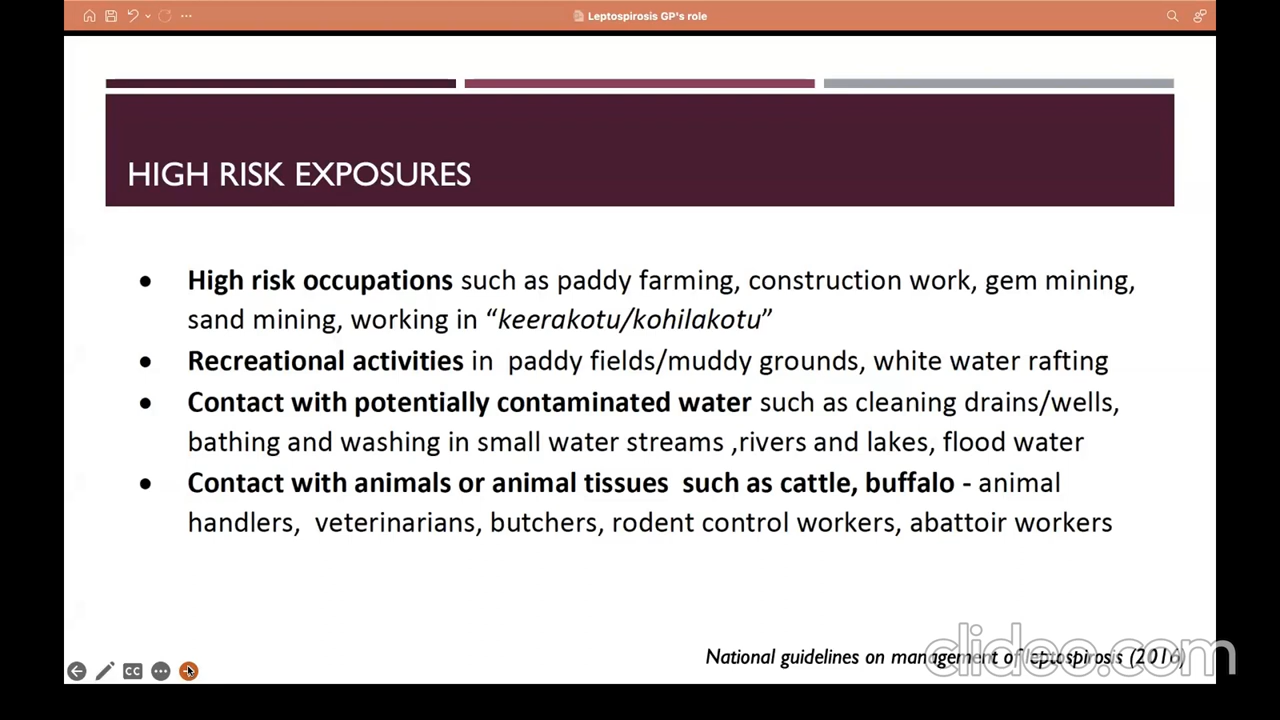 Leptospirosis GP's role
HIGH RISK EXPOSURES
• High risk occupations such as paddy farming, construction work, gem mining,
sand mining, working in “keerakotu/kohilakotu”
• Recreational activities in paddy fields/muddy grounds, white water rafting
• Contact with potentially contaminated water such as cleaning drains/wells,
bathing and washing in small water streams ,rivers and lakes, flood water
• Contact with animals or animal tissues such as cattle, buffalo - animal
handlers, veterinarians, butchers, rodent control workers, abattoir workers
National guidelines on management of leptospirosis (2016)
clideo.com
CC